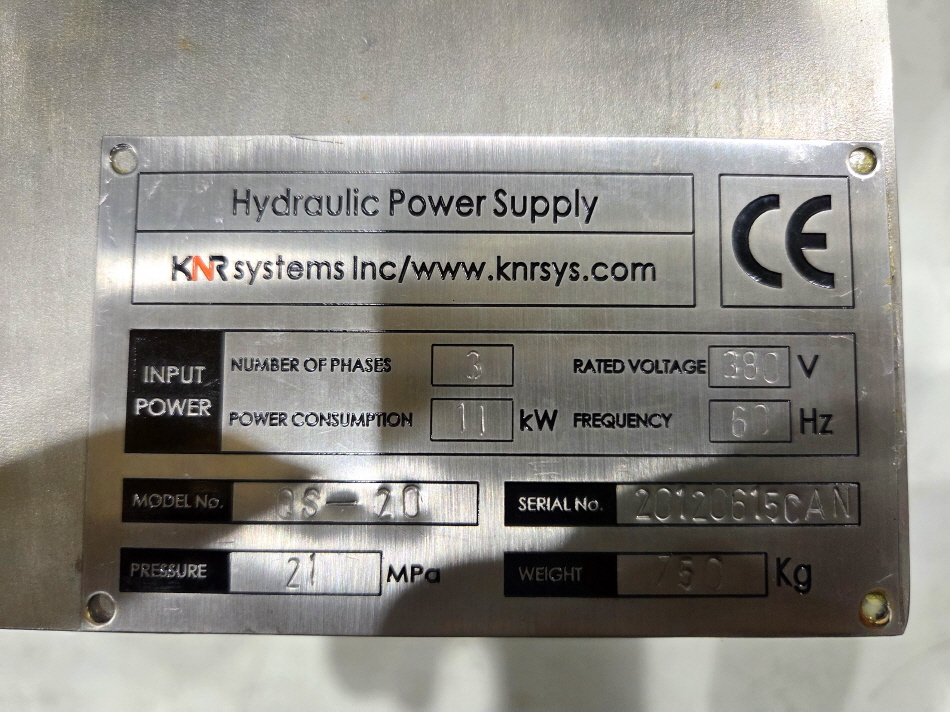 Hydraulic Power Supply
KNR systems Inc/www.knrsys.com
CE
INPUT POWER
NUMBER OF PHASES 3 RATED VOLTAGE 380 V
POWER CONSUMPTION 11 kW FREQUENCY 60 Hz
MODEL No. QS-20 SERIAL No. 20120615CAN
PRESSURE 21 MPa WEIGHT 750 Kg